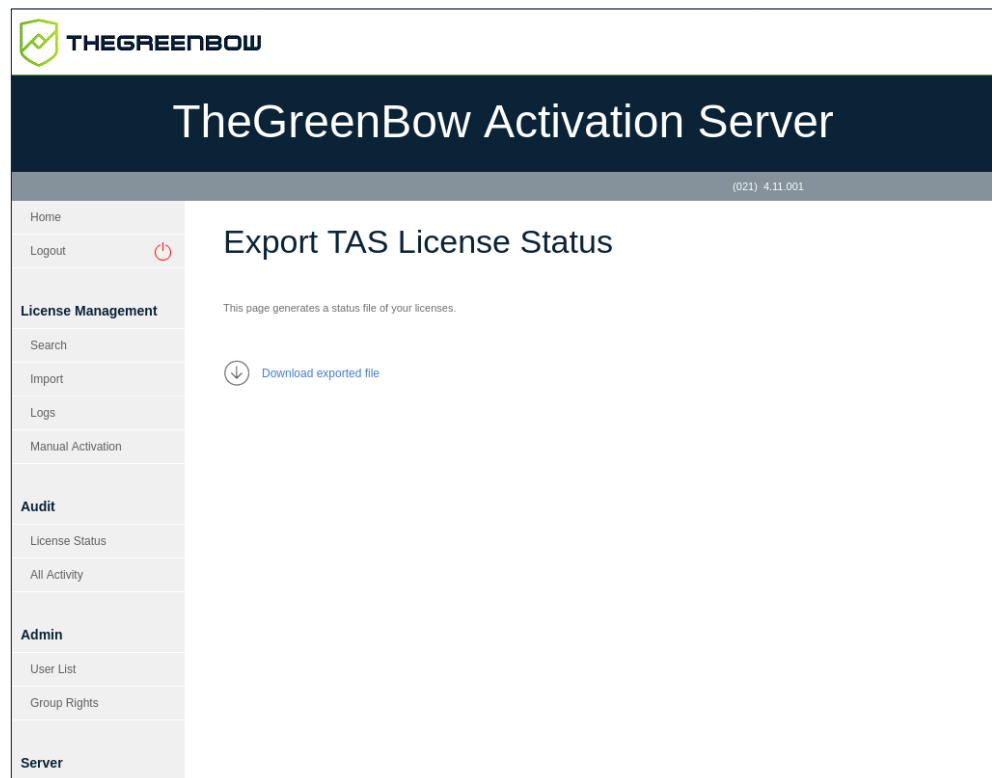 THEGREENBOW
TheGreenBow Activation Server
(021) 4.11.001
Home
Logout
License Management
Search
Import
Logs
Manual Activation
Audit
License Status
All Activity
Admin
User List
Group Rights
Server
Export TAS License Status
This page generates a status file of your licenses.
Download exported file